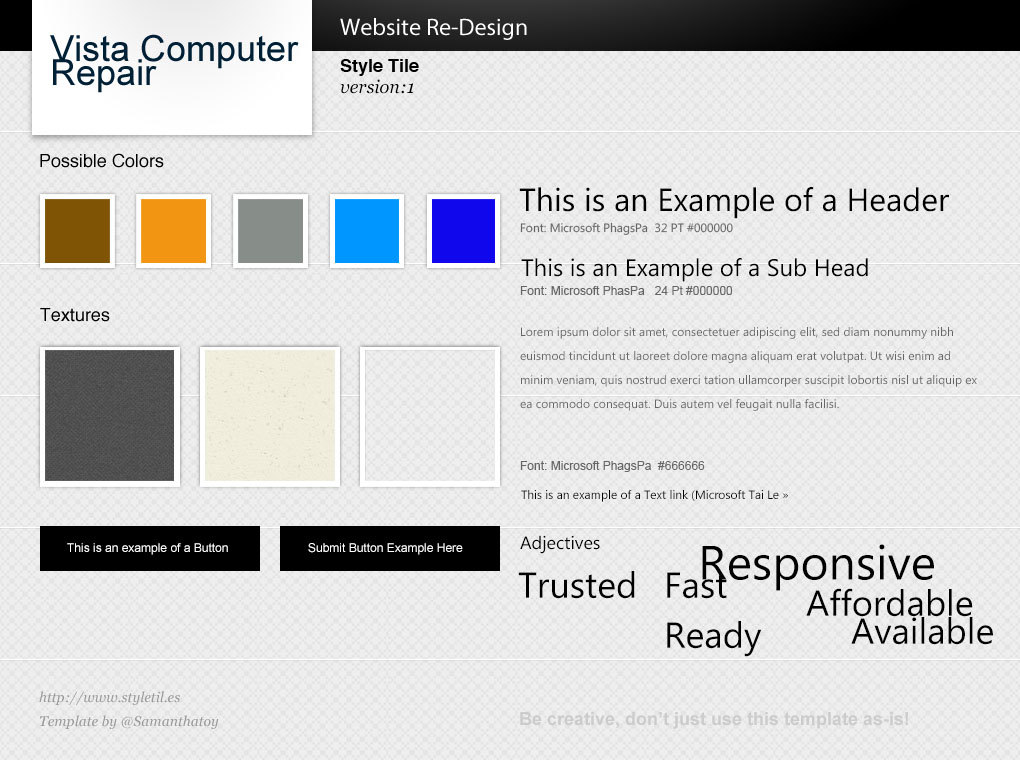 Vista Computer
Repair
Website Re-Design
Style Tile
version:1
Possible Colors
Textures
This is an example of a Button
Submit Button Example Here
This is an Example of a Header
Font: Microsoft PhagsPa  32 PT #000000
This is an Example of a Sub Head
Font: Microsoft PhasPa   24 Pt #000000
Lorem ipsum dolor sit amet, consectetuer adipiscing elit, sed diam nonummy nibh
euismod tincidunt ut laoreet dolore magna aliquam erat volutpat. Ut wisi enim ad
minim veniam, quis nostrud exerci tation ullamcorper suscipit lobortis nisl ut aliquip ex
ea commodo consequat. Duis autem vel feugait nulla facilisi.
Font: Microsoft PhagsPa  #666666
This is an example of a Text link (Microsoft Tai Le »
Adjectives
Responsive
Trusted
Fast
Affordable
Ready
Available
http://www.styletil.es
Template by @Samanthatoy
Be creative, don't just use this template as-is!